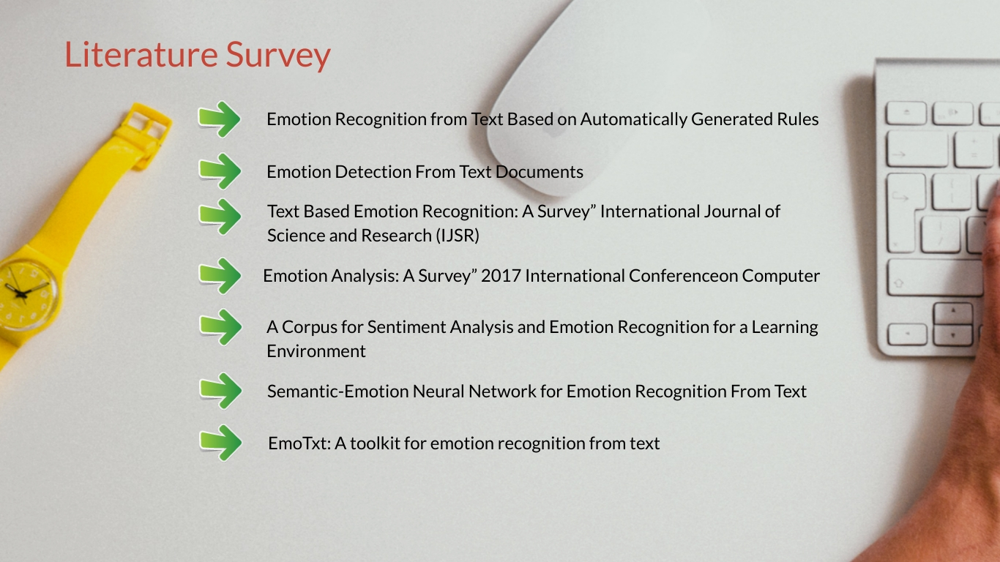 Literature Survey
Emotion Recognition from Text Based on Automatically Generated Rules
Emotion Detection From Text Documents
Text Based Emotion Recognition: A Survey” International Journal of
Science and Research (IJSR)
Emotion Analysis: A Survey” 2017 International Conferenceon Computer
A Corpus for Sentiment Analysis and Emotion Recognition for a Learning
Environment
Semantic-Emotion Neural Network for Emotion Recognition From Text
EmoTxt: A toolkit for emotion recognition from text